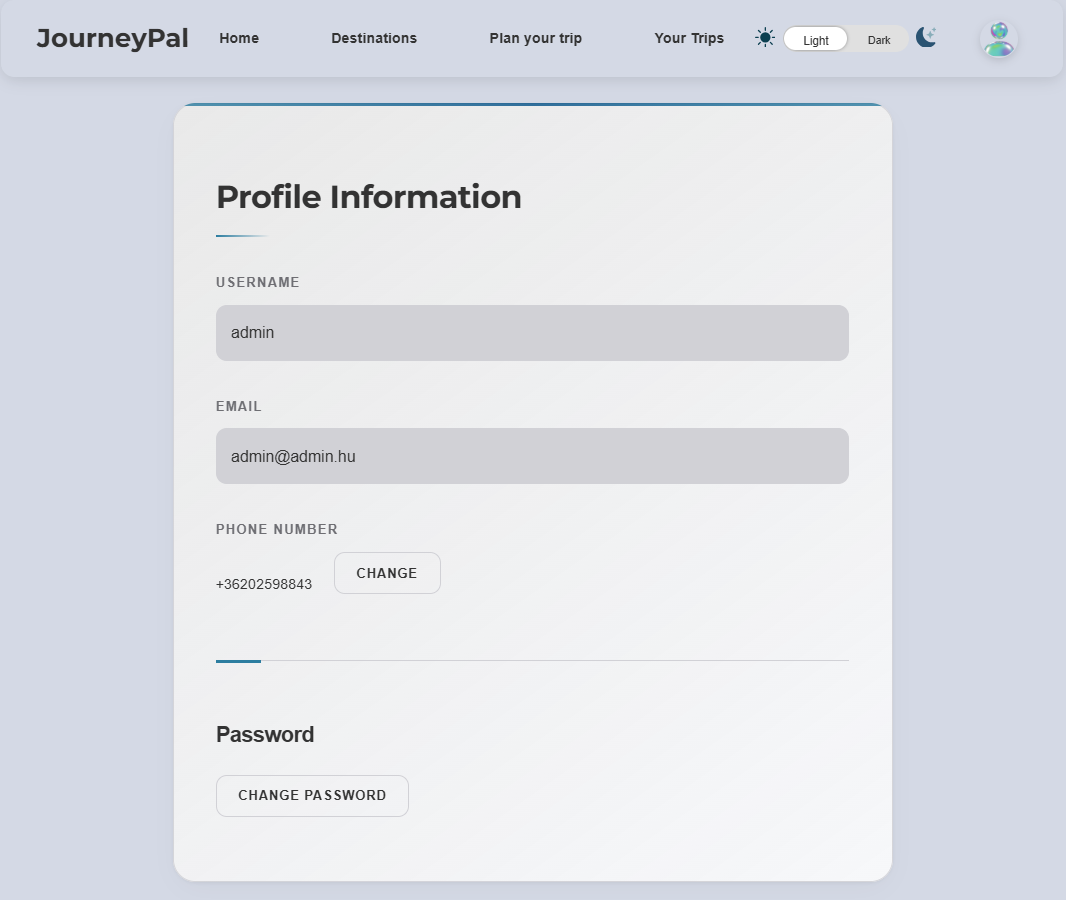 JourneyPal Home Destinations Plan your trip Your Trips Light Dark
Profile Information
USERNAME
admin
EMAIL
admin@admin.hu
PHONE NUMBER
+36202598843 CHANGE
Password
CHANGE PASSWORD